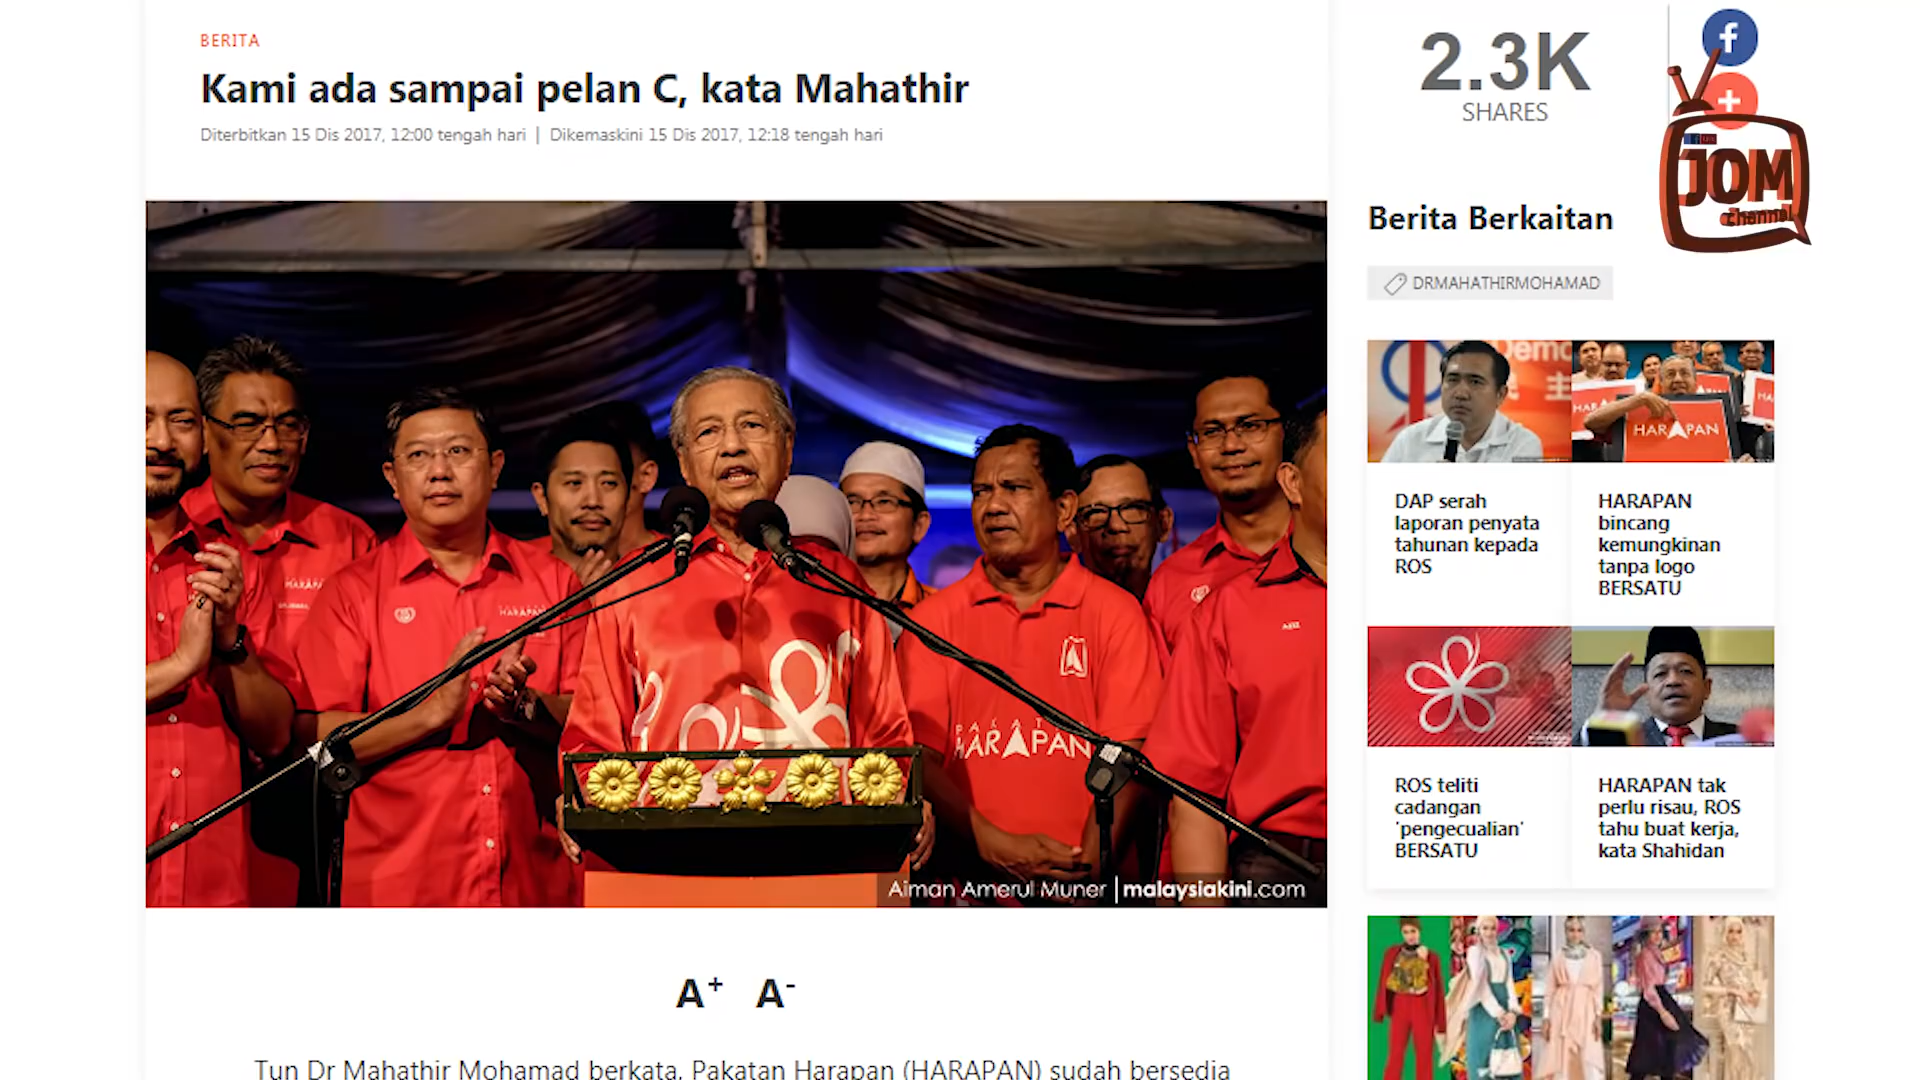 BERITA
Kami ada sampai pelan C, kata Mahathir
Diterbitkan 15 Dis 2017, 12:00 tengah hari | Dikemaskini 15 Dis 2017, 12:18 tengah hari
HARAPAN
HARAPAN
PAKATAN
HARAPAN
Aiman Amerul Muner | malaysiakini.com
A+ A-
Tun Dr Mahathir Mohamad berkata, Pakatan Harapan (HARAPAN) sudah bersedia
2.3K
SHARES
f
+
JOM
channel
Berita Berkaitan
DRMAHATHIRMOHAMAD
Demo
HARAPAN
DAP serah
laporan penyata
tahunan kepada
ROS
HARAPAN
bincang
kemungkinan
tanpa logo
BERSATU
ROS teliti
cadangan
'pengecualian'
BERSATU
HARAPAN tak
perlu risau, ROS
tahu buat kerja,
kata Shahidan